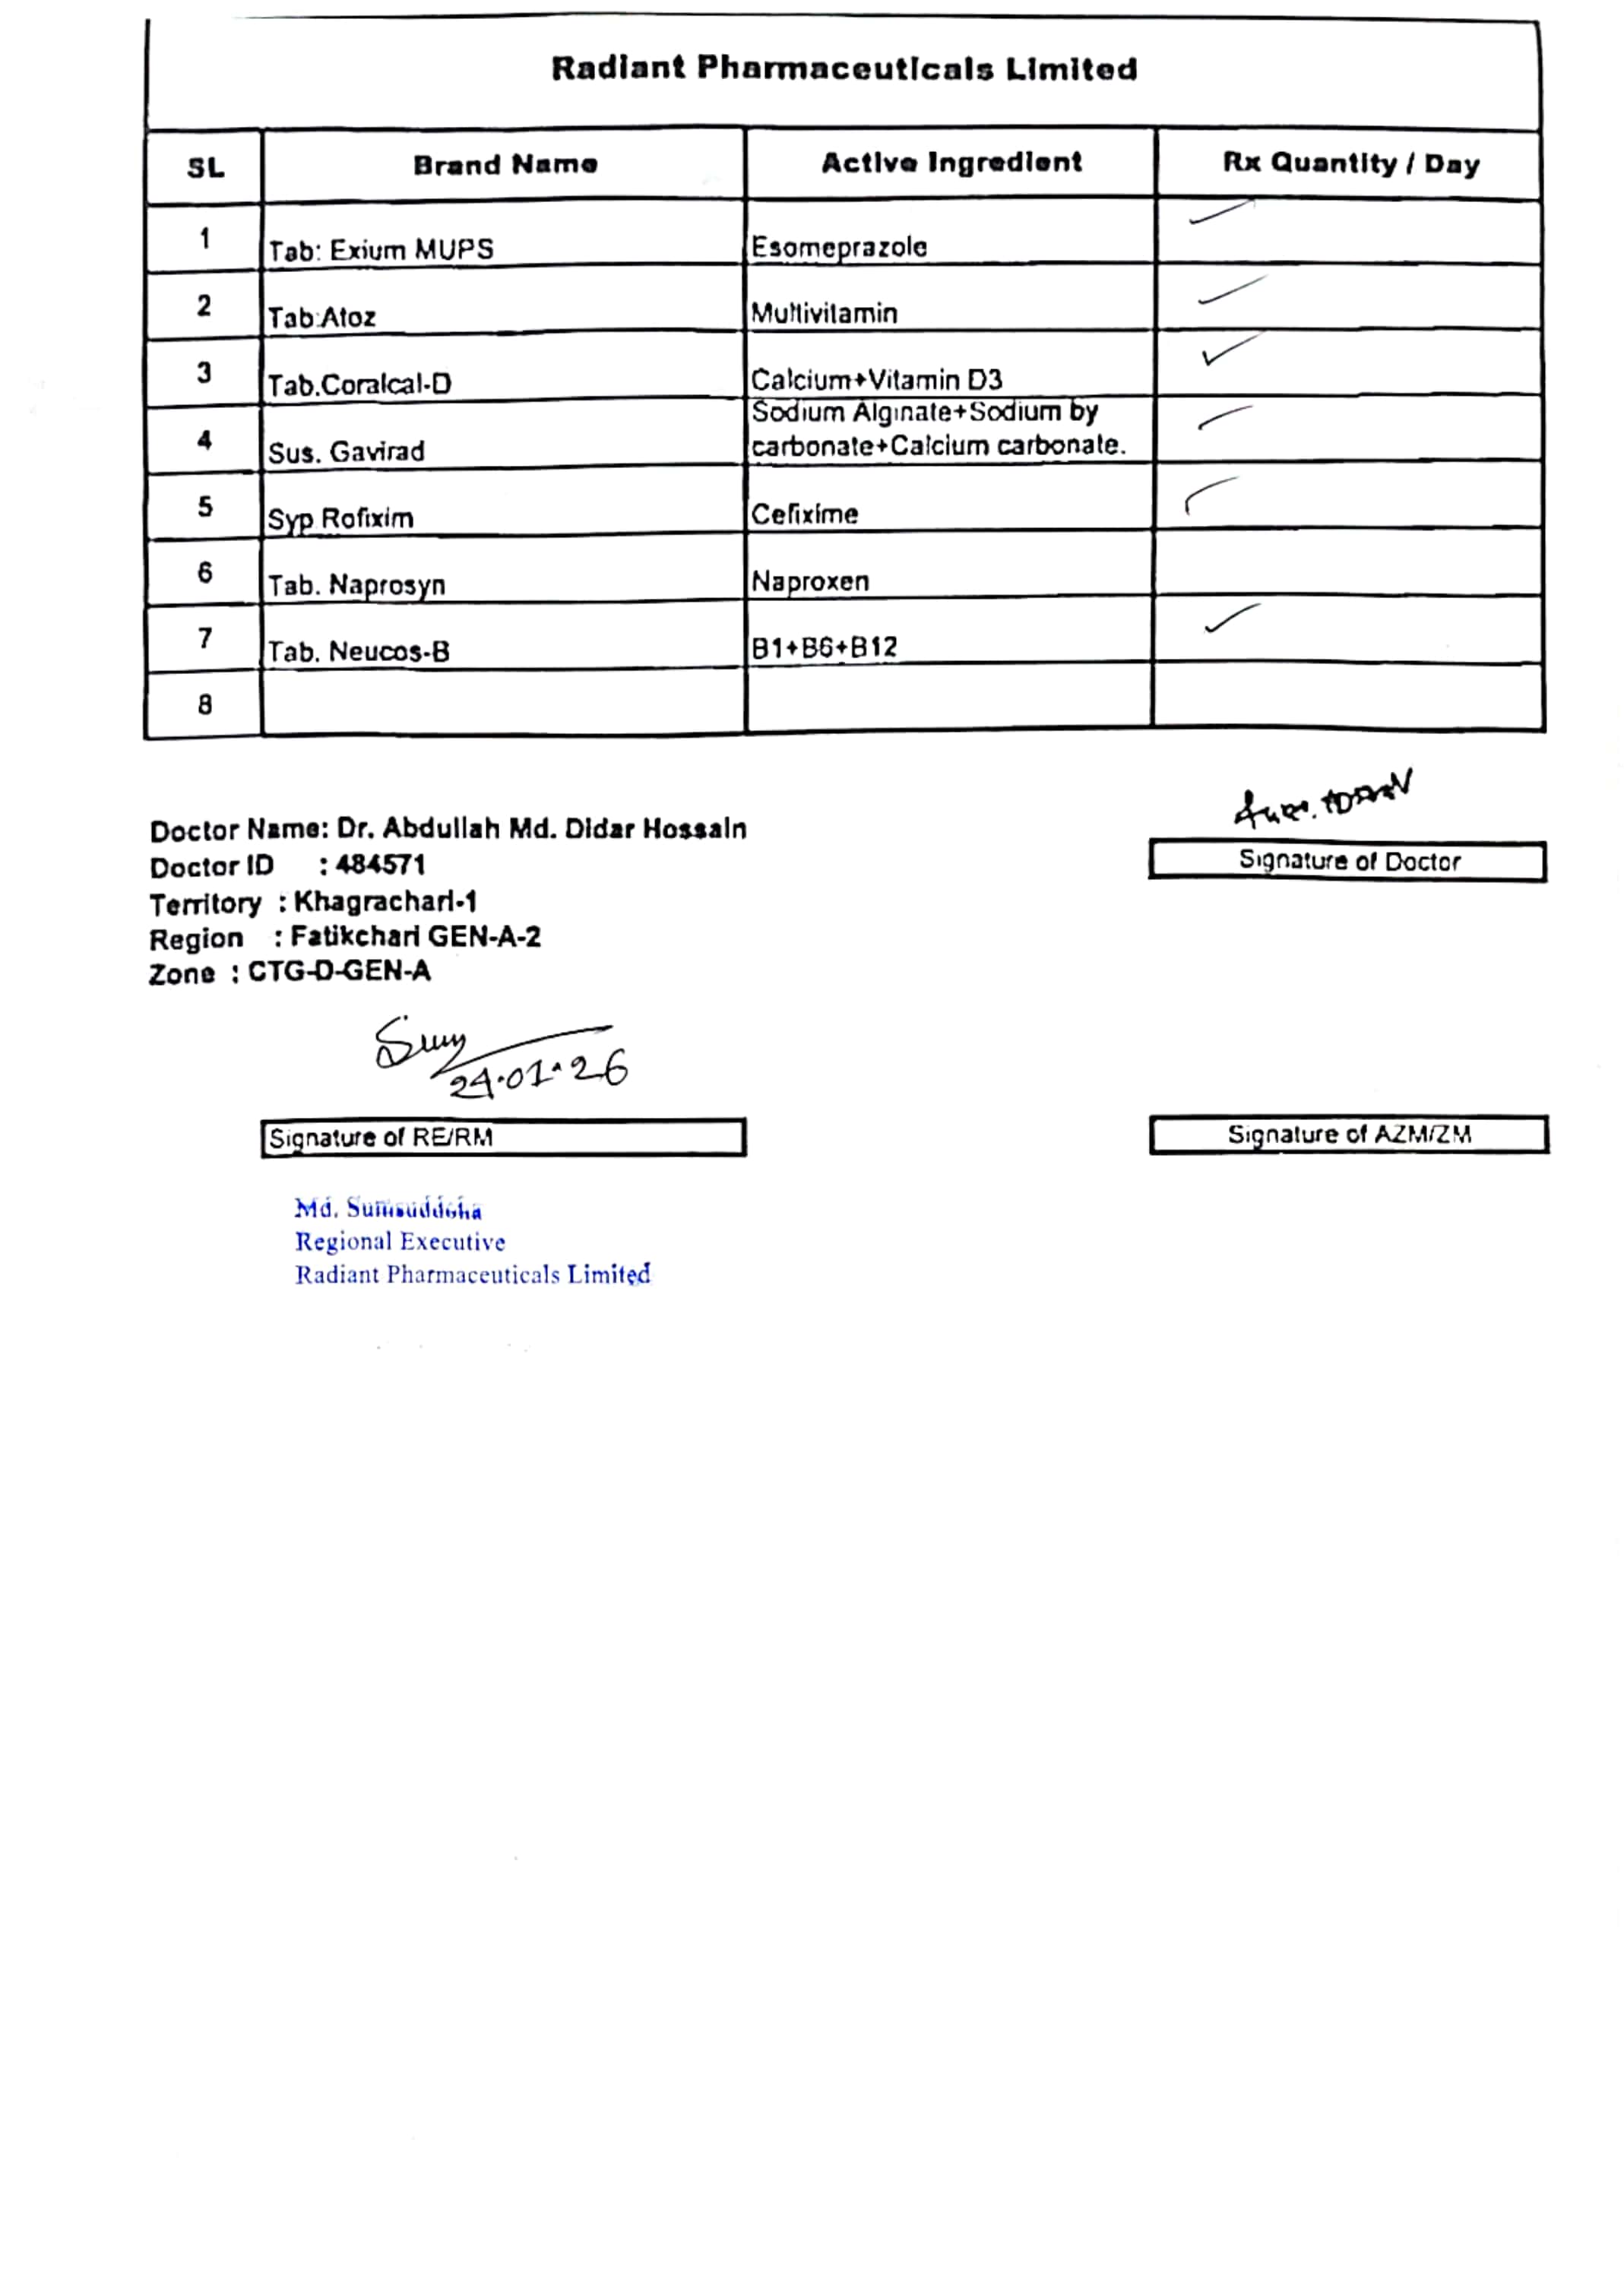 Radiant Pharmaceuticals Limited
SL Brand Name Active Ingredient Rx Quantity / Day
1 Tab: Exium MUPS Esomeprazole
2 Tab:Atoz Multivitamin
3 Tab.Coralcal-D Calcium+Vitamin D3
4 Sus. Gavirad Sodium Alginate+Sodium by
carbonate+Calcium carbonate.
5 Syp Rofixim Cefixime
6 Tab. Naprosyn Naproxen
7 Tab. Neucos-B B1+B6+B12
8
Doctor Name: Dr. Abdullah Md. Didar Hossain
Signature of Doctor
Doctor ID : 484571
Territory : Khagrachari-1
Region : Fatikchari GEN-A-2
Zone : CTG-D-GEN-A
24.01.26
Signature of RE/RM
Signature of AZM/ZM
Md. Sumsuddoha
Regional Executive
Radiant Pharmaceuticals Limited